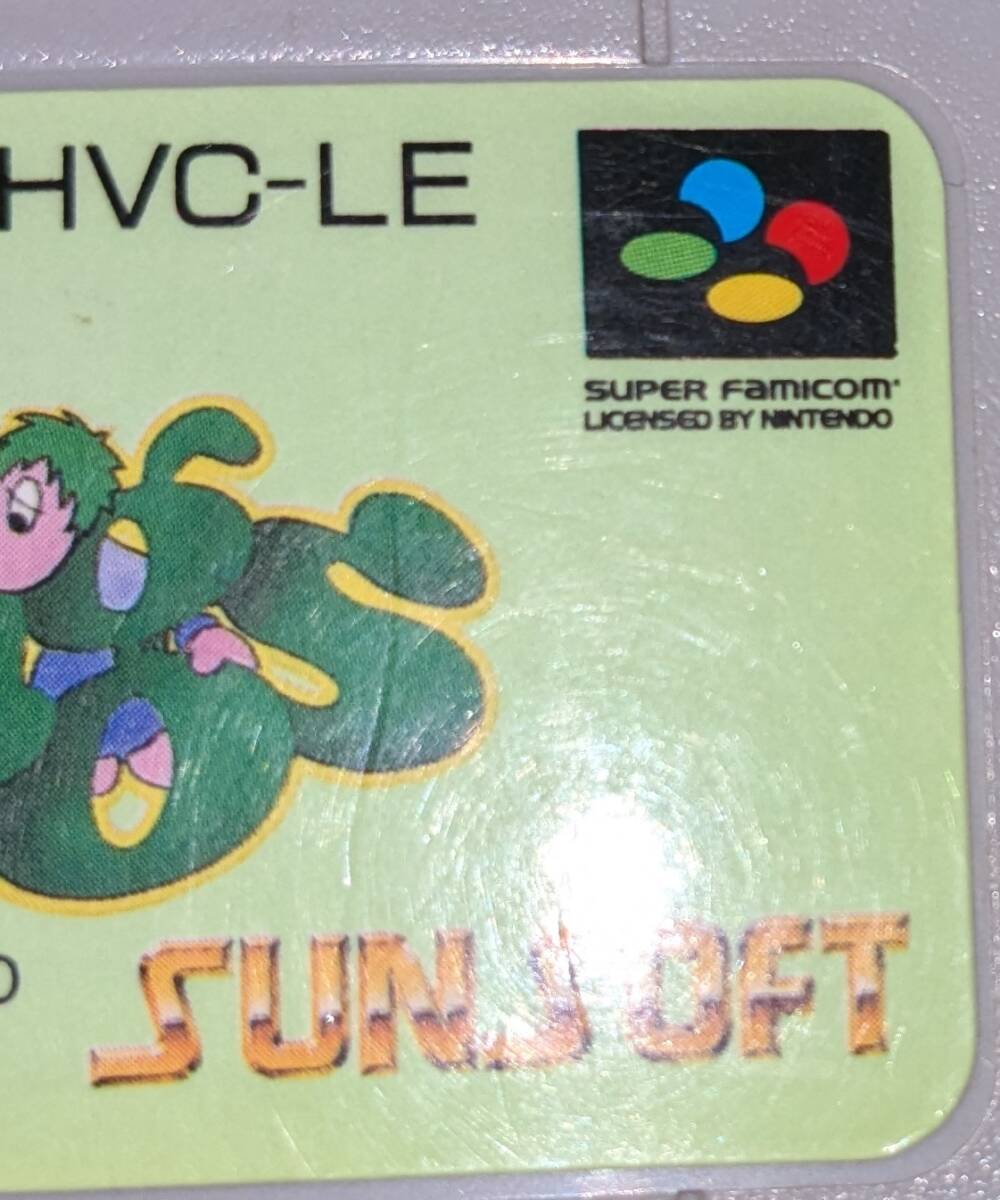 HVC-LE
SUPER FAMICOM
LICENSED BY NINTENDO
SUNSOFT